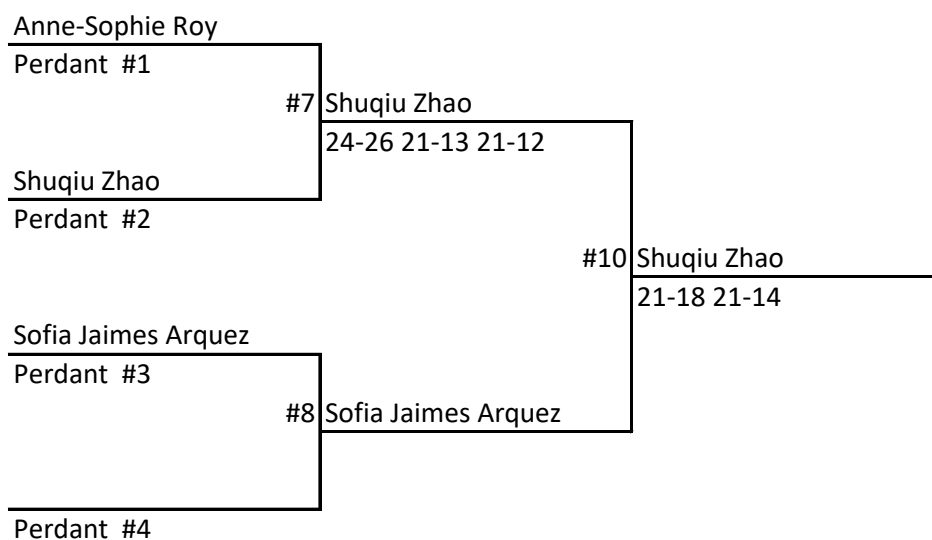 Anne-Sophie Roy
Perdant #1
#7 Shuqiu Zhao
24-26 21-13 21-12
Shuqiu Zhao
Perdant #2
#10 Shuqiu Zhao
21-18 21-14
Sofia Jaimes Arquez
Perdant #3
#8 Sofia Jaimes Arquez
Perdant #4